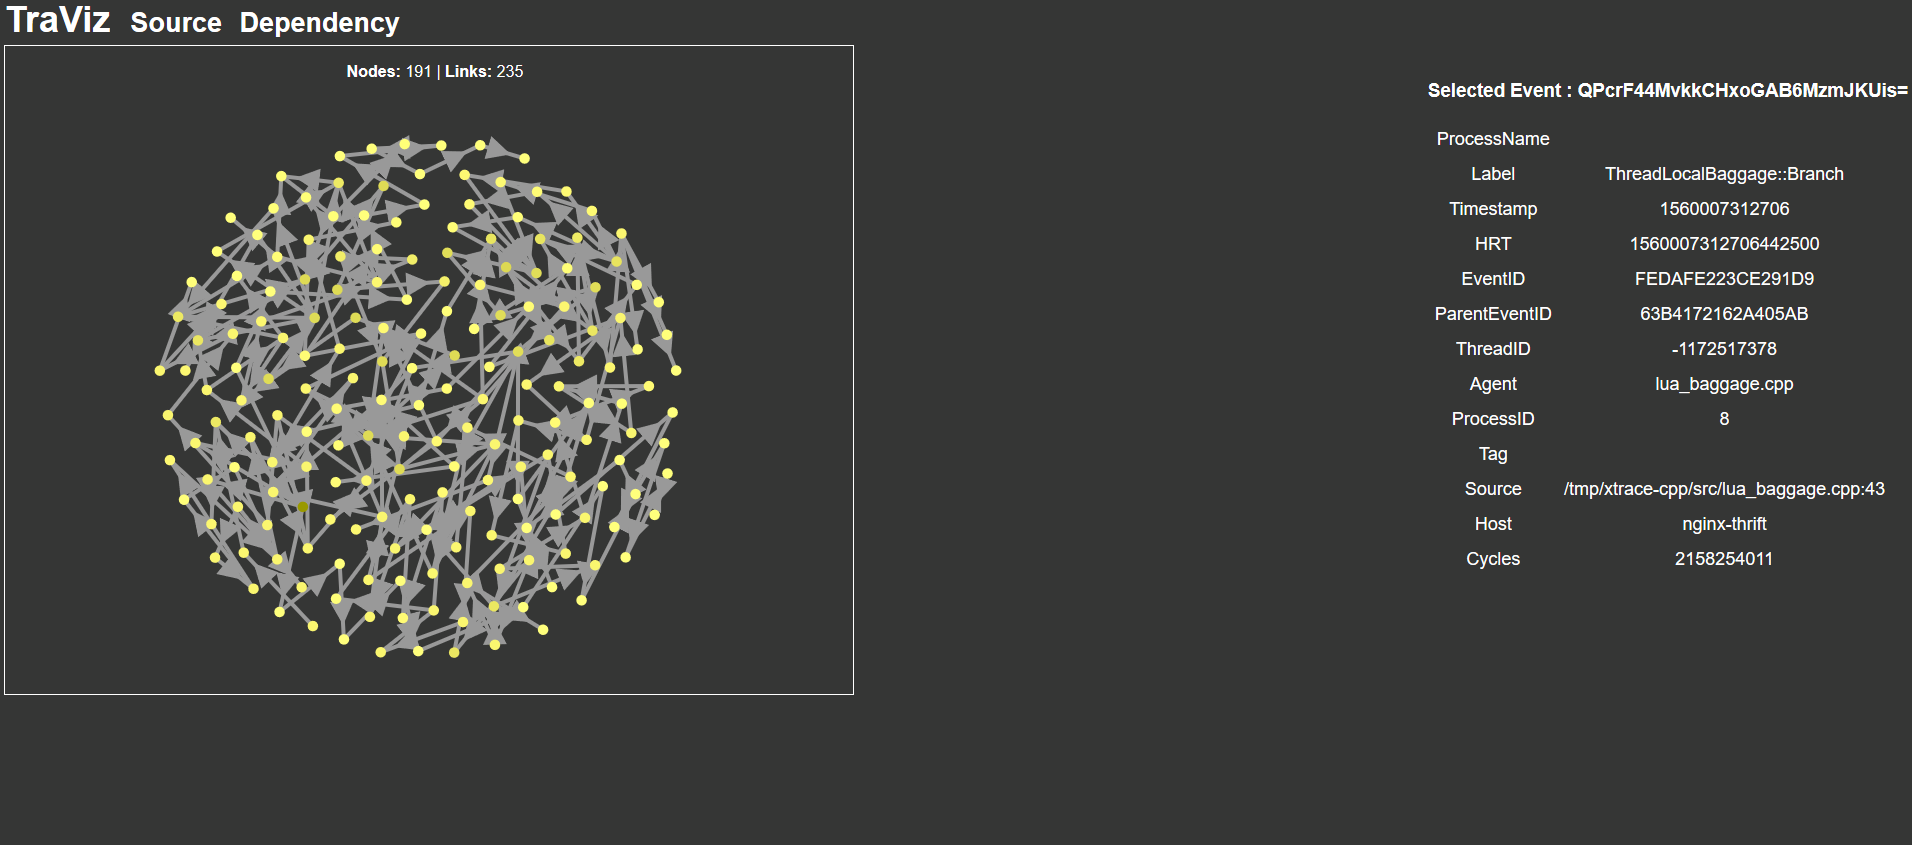 TraViz Source Dependency
Nodes: 191 | Links: 235
Selected Event : QPcrF44MvkkCHxoGAB6MzmJKUis=
ProcessName
Label ThreadLocalBaggage::Branch
Timestamp 1560007312706
HRT 1560007312706442500
EventID FEDAFE223CE291D9
ParentEventID 63B4172162A405AB
ThreadID -1172517378
Agent lua_baggage.cpp
ProcessID 8
Tag
Source /tmp/xtrace-cpp/src/lua_baggage.cpp:43
Host nginx-thrift
Cycles 2158254011